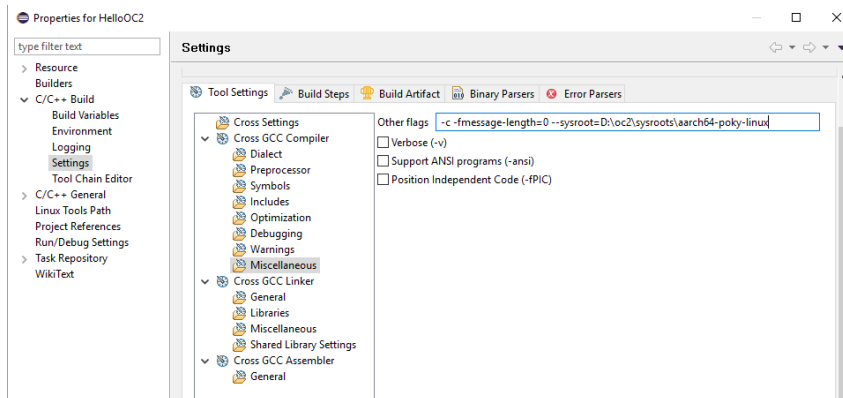 Properties for HelloOC2
type filter text
Resource
Builders
C/C++ Build
Build Variables
Environment
Logging
Settings
Tool Chain Editor
C/C++ General
Linux Tools Path
Project References
Run/Debug Settings
Task Repository
WikiText
Settings
Tool Settings Build Steps Build Artifact Binary Parsers Error Parsers
Cross Settings
Cross GCC Compiler
Dialect
Preprocessor
Symbols
Includes
Optimization
Debugging
Warnings
Miscellaneous
Cross GCC Linker
General
Libraries
Miscellaneous
Shared Library Settings
Cross GCC Assembler
General
Other flags -c -fmessage-length=0 --sysroot=D:\oc2\sysroots\aarch64-poky-linux
Verbose (-v)
Support ANSI programs (-ansi)
Position Independent Code (-fPIC)